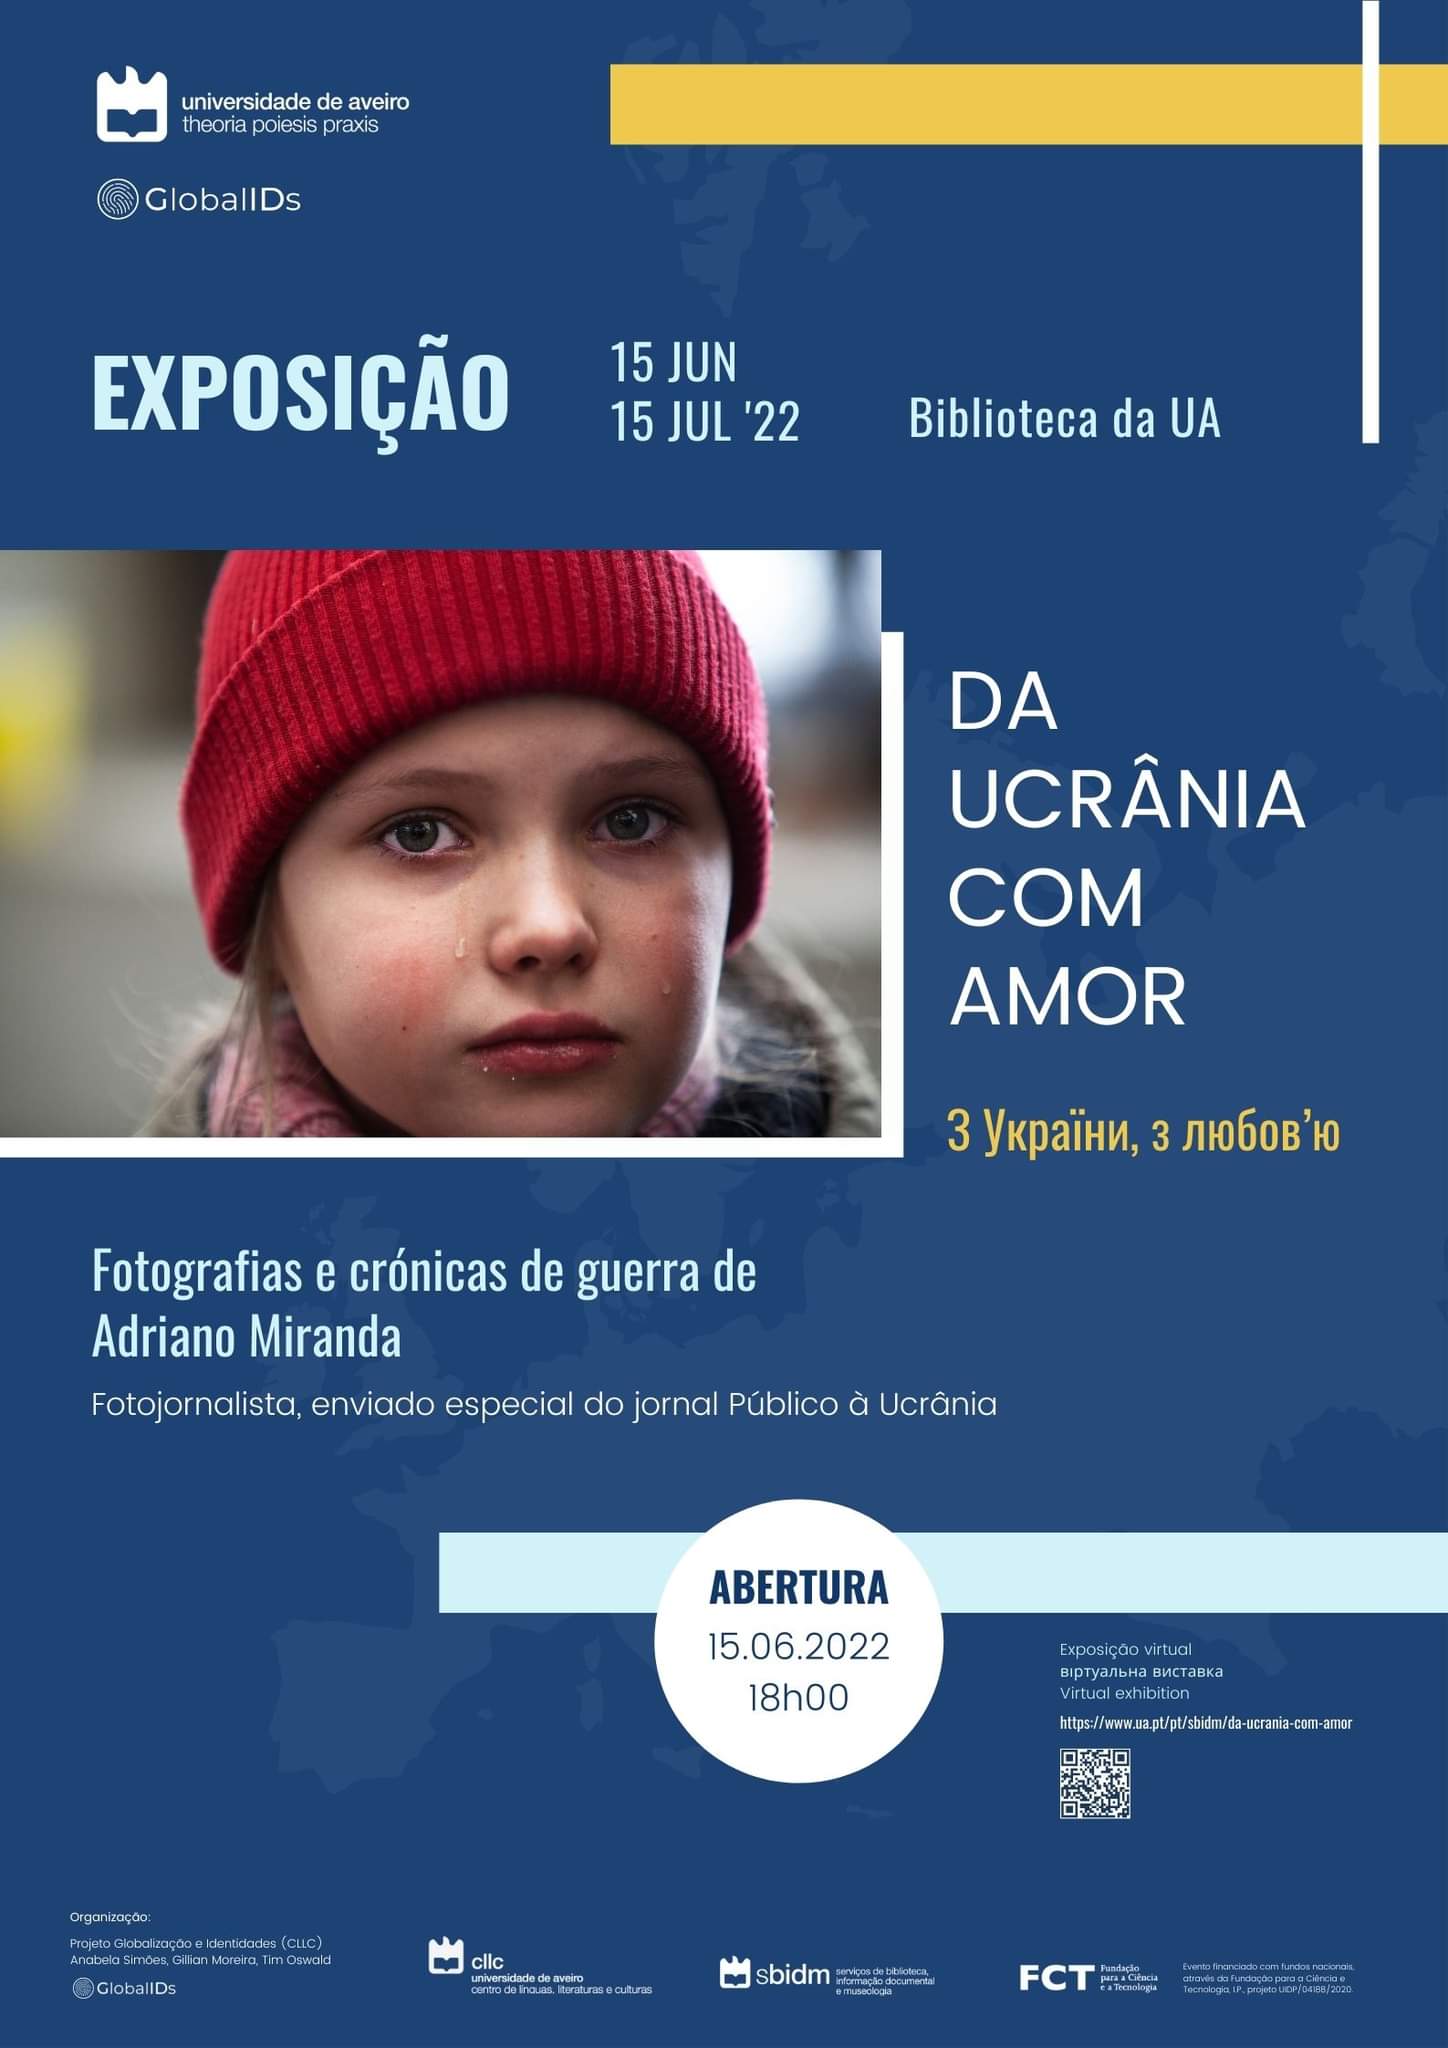 universidade de aveiro
theoria poiesis praxis
GlobalIDs
EXPOSIÇÃO
15 JUN
15 JUL '22
Biblioteca da UA
DA
UCRÂNIA
COM
AMOR
З України, з любов’ю
Fotografias e crónicas de guerra de
Adriano Miranda
Fotojornalista, enviado especial do jornal Público à Ucrânia
ABERTURA
15.06.2022
18h00
Exposição virtual
віртуальна виставка
Virtual exhibition
https://www.ua.pt/pt/sbidm/da-ucrania-com-amor
Organização:
Projeto Globalização e Identidades (CLLC)
Anabela Simões, Gillian Moreira, Tim Oswald
GlobalIDs
cllc
universidade de aveiro
centro de línguas, literaturas e culturas
sbidm
serviços de biblioteca,
informação documental
e museologia
FCT
Fundação
para a Ciência
e a Tecnologia
Evento financiado com fundos nacionais,
através da Fundação para a Ciência e
Tecnologia, I.P., projeto UIDP/04188/2020.